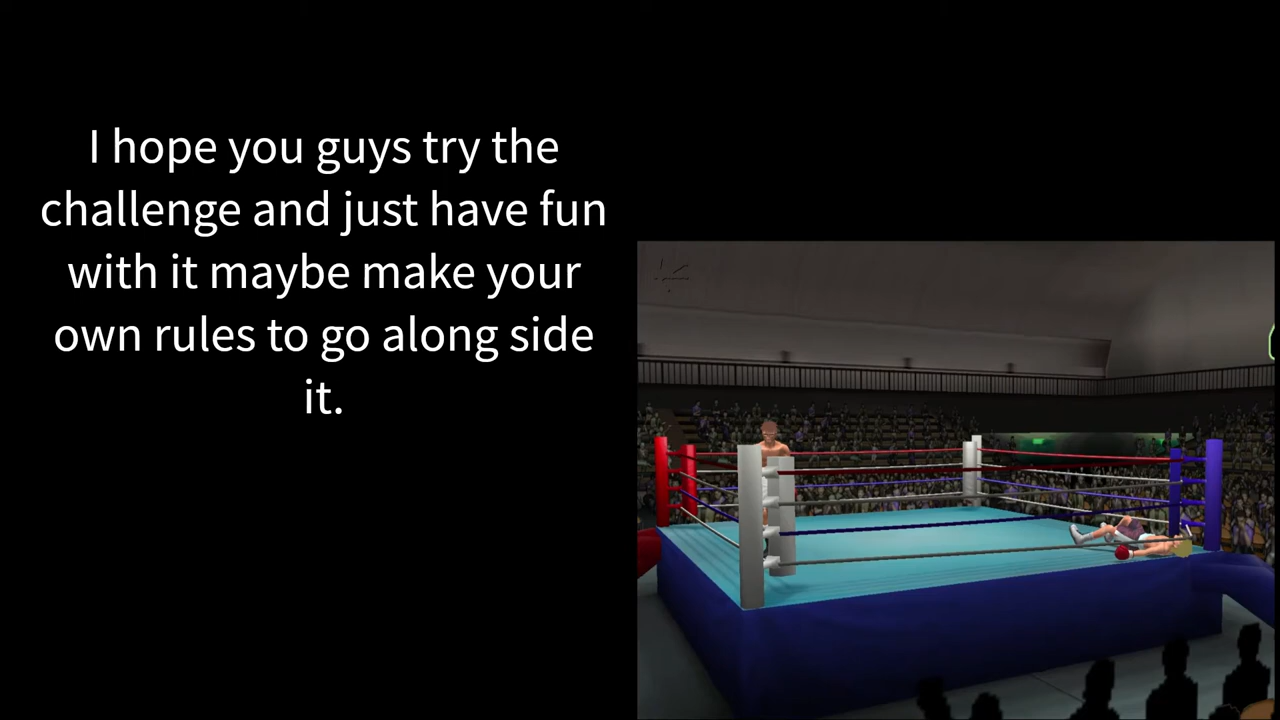 I hope you guys try the
challenge and just have fun
with it maybe make your
own rules to go along side
it.